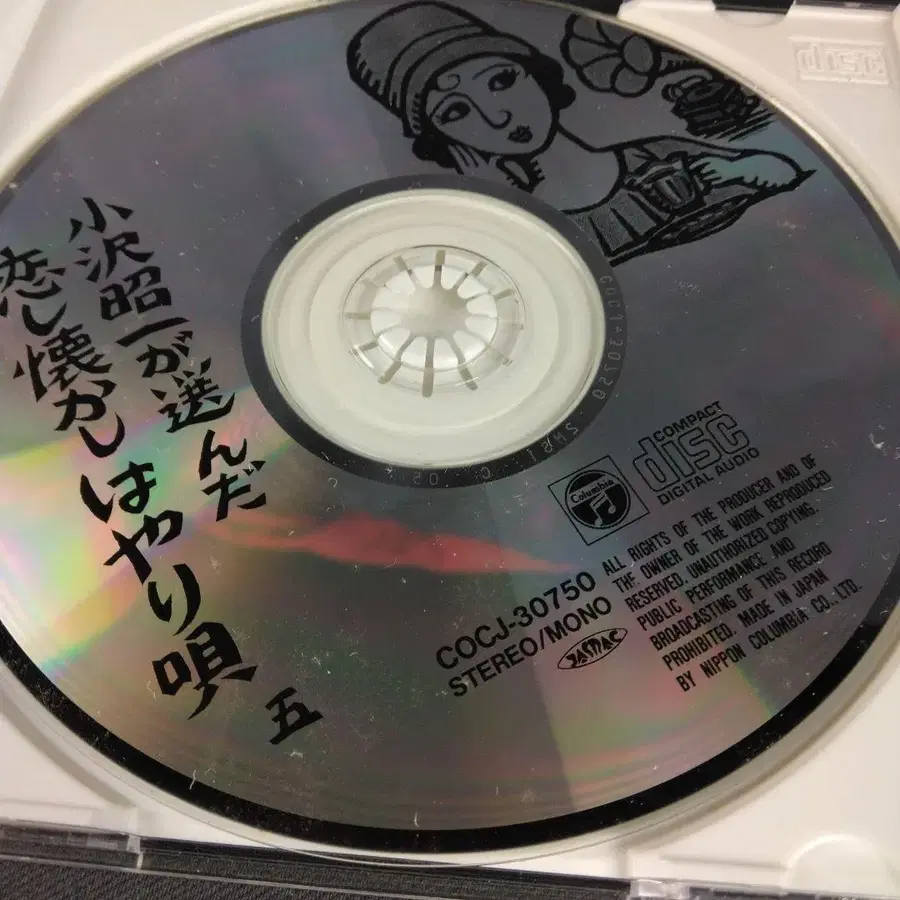 小沢昭一が選んだ
恋し懐かしはやり唄
五
Columbia
COMPACT
disc
DIGITAL AUDIO
COCJ-30750
STEREO/MONO
JASRAC
ALL RIGHTS OF THE PRODUCER AND OF
THE OWNER OF THE WORK REPRODUCED
RESERVED. UNAUTHORIZED COPYING,
PUBLIC PERFORMANCE AND
BROADCASTING OF THIS RECORD
PROHIBITED. MADE IN JAPAN
BY NIPPON COLUMBIA CO., LTD.
disc